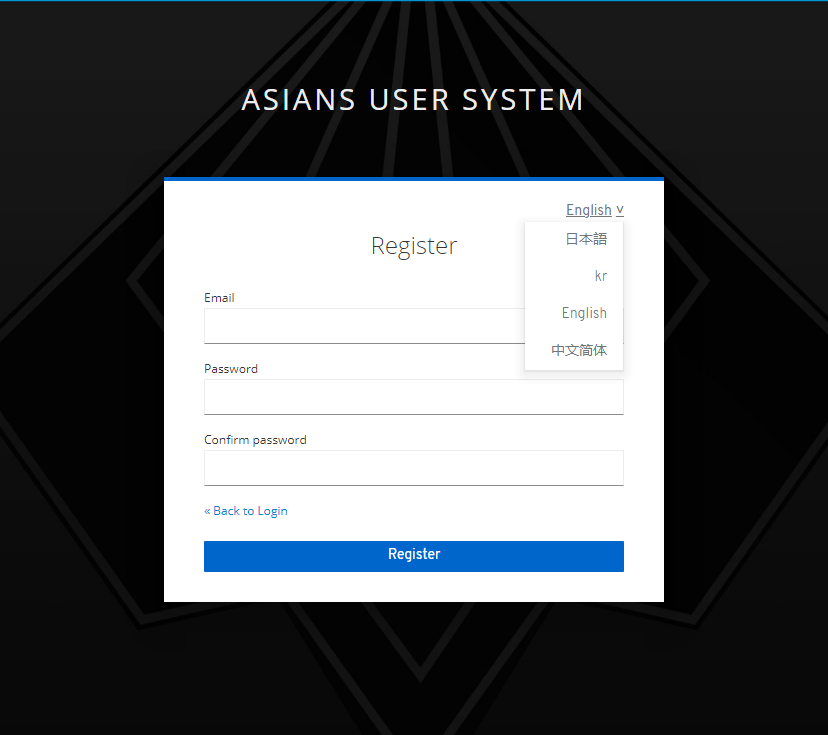 ASIANS USER SYSTEM
English v
日本語
kr
English
中文简体
Register
Email
Password
Confirm password
« Back to Login
Register